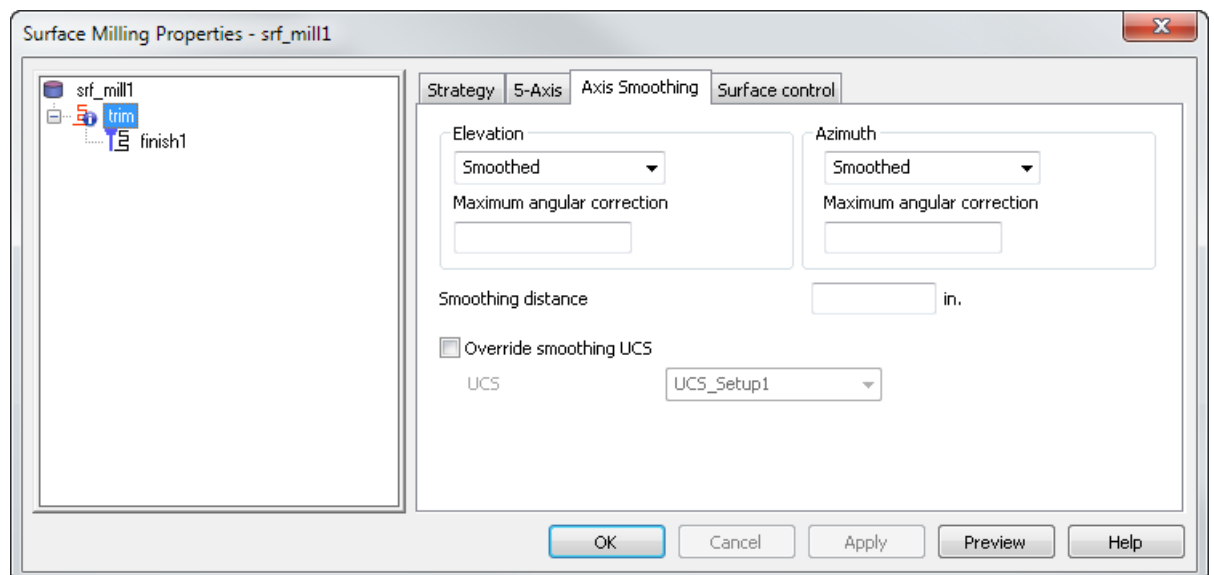 Surface Milling Properties - srf_mill1
srf_mill1
trim
finish1
Strategy 5-Axis Axis Smoothing Surface control
Elevation Azimuth
Smoothed Smoothed
Maximum angular correction Maximum angular correction
Smoothing distance in.
Override smoothing UCS
UCS UCS_Setup1
OK Cancel Apply Preview Help